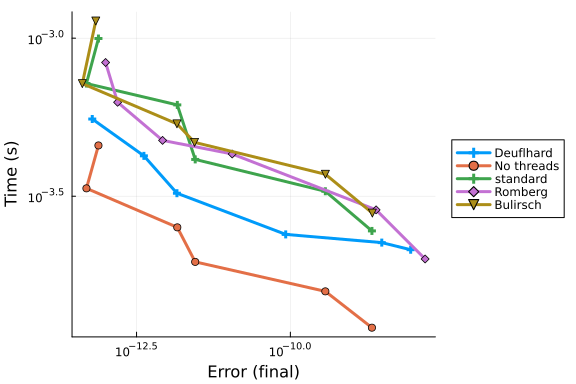 10^−3.0
10^−3.5
Time (s)
10^−12.5
10^−10.0
Error (final)
Deuflhard
No threads
standard
Romberg
Bulirsch